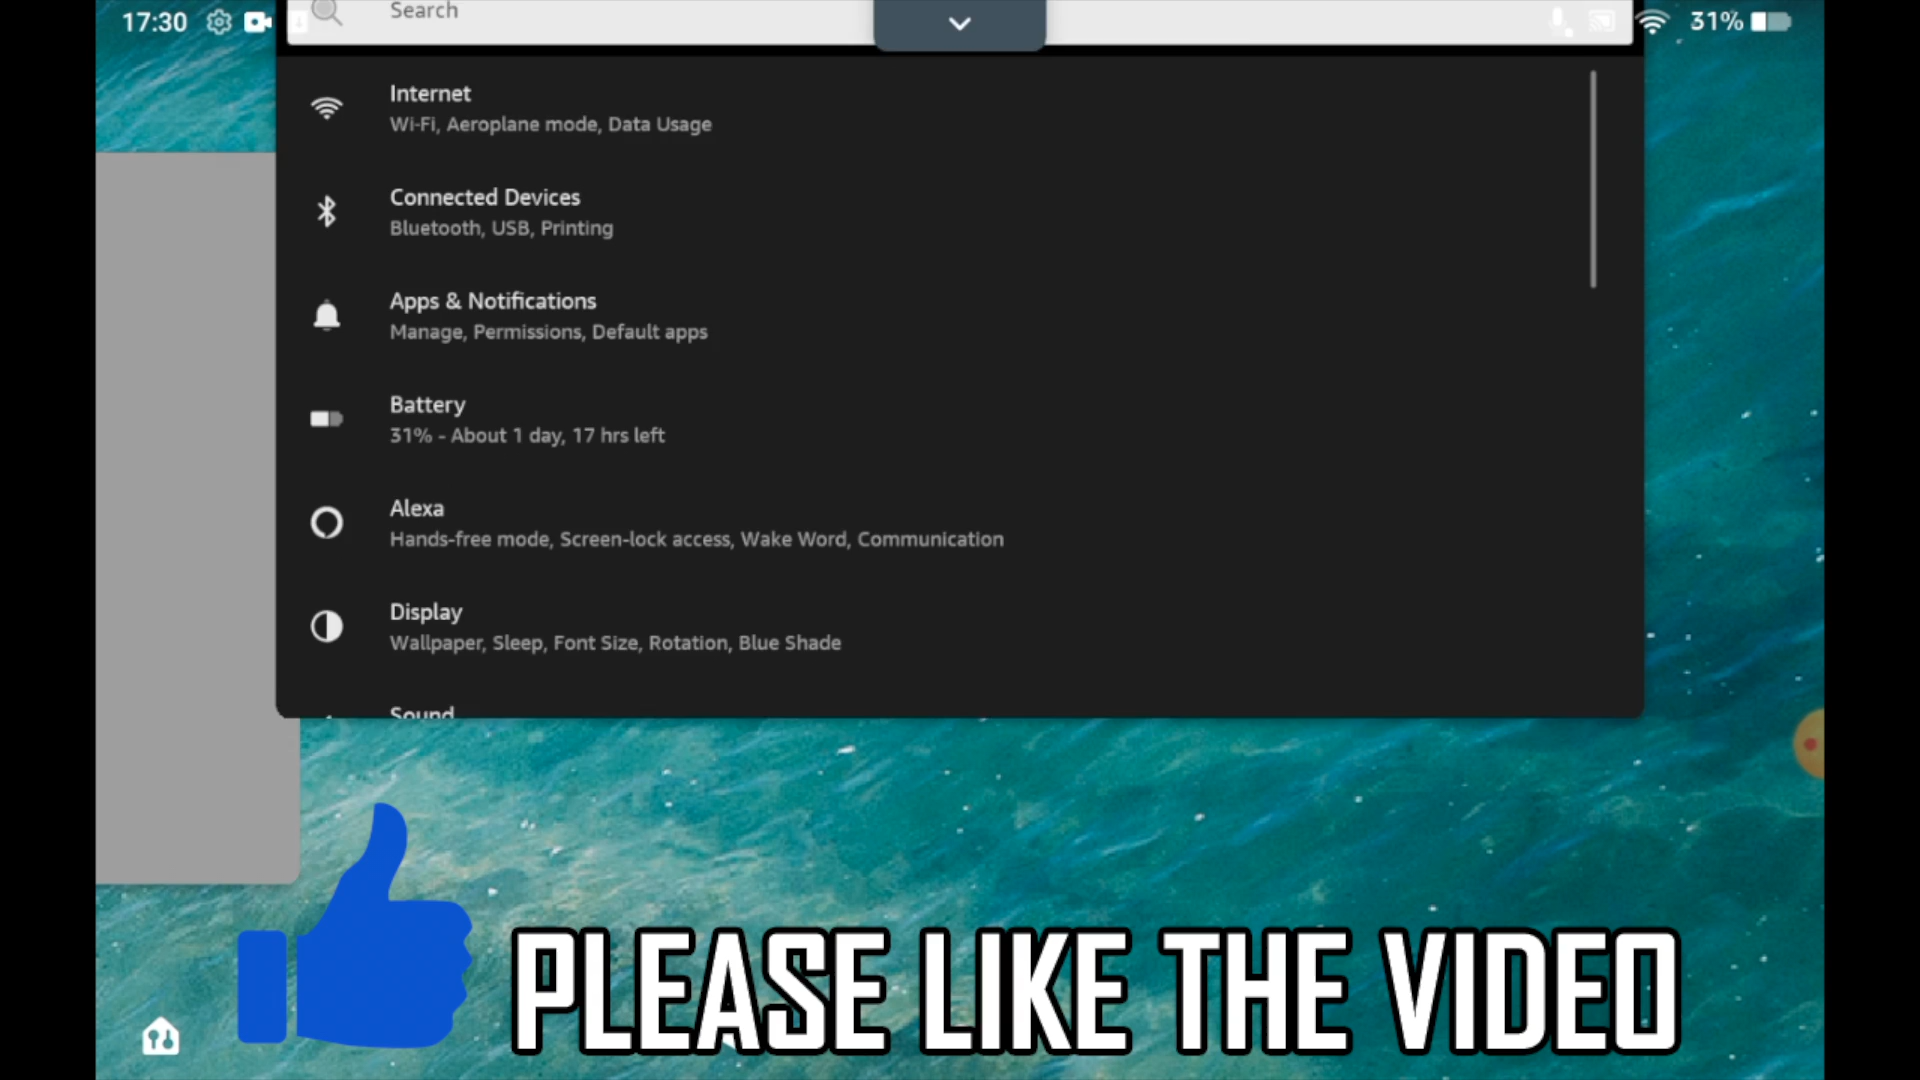 17:30
Search
31%
Internet
Wi-Fi, Aeroplane mode, Data Usage
Connected Devices
Bluetooth, USB, Printing
Apps & Notifications
Manage, Permissions, Default apps
Battery
31% - About 1 day, 17 hrs left
Alexa
Hands-free mode, Screen-lock access, Wake Word, Communication
Display
Wallpaper, Sleep, Font Size, Rotation, Blue Shade
Sound
PLEASE LIKE THE VIDEO